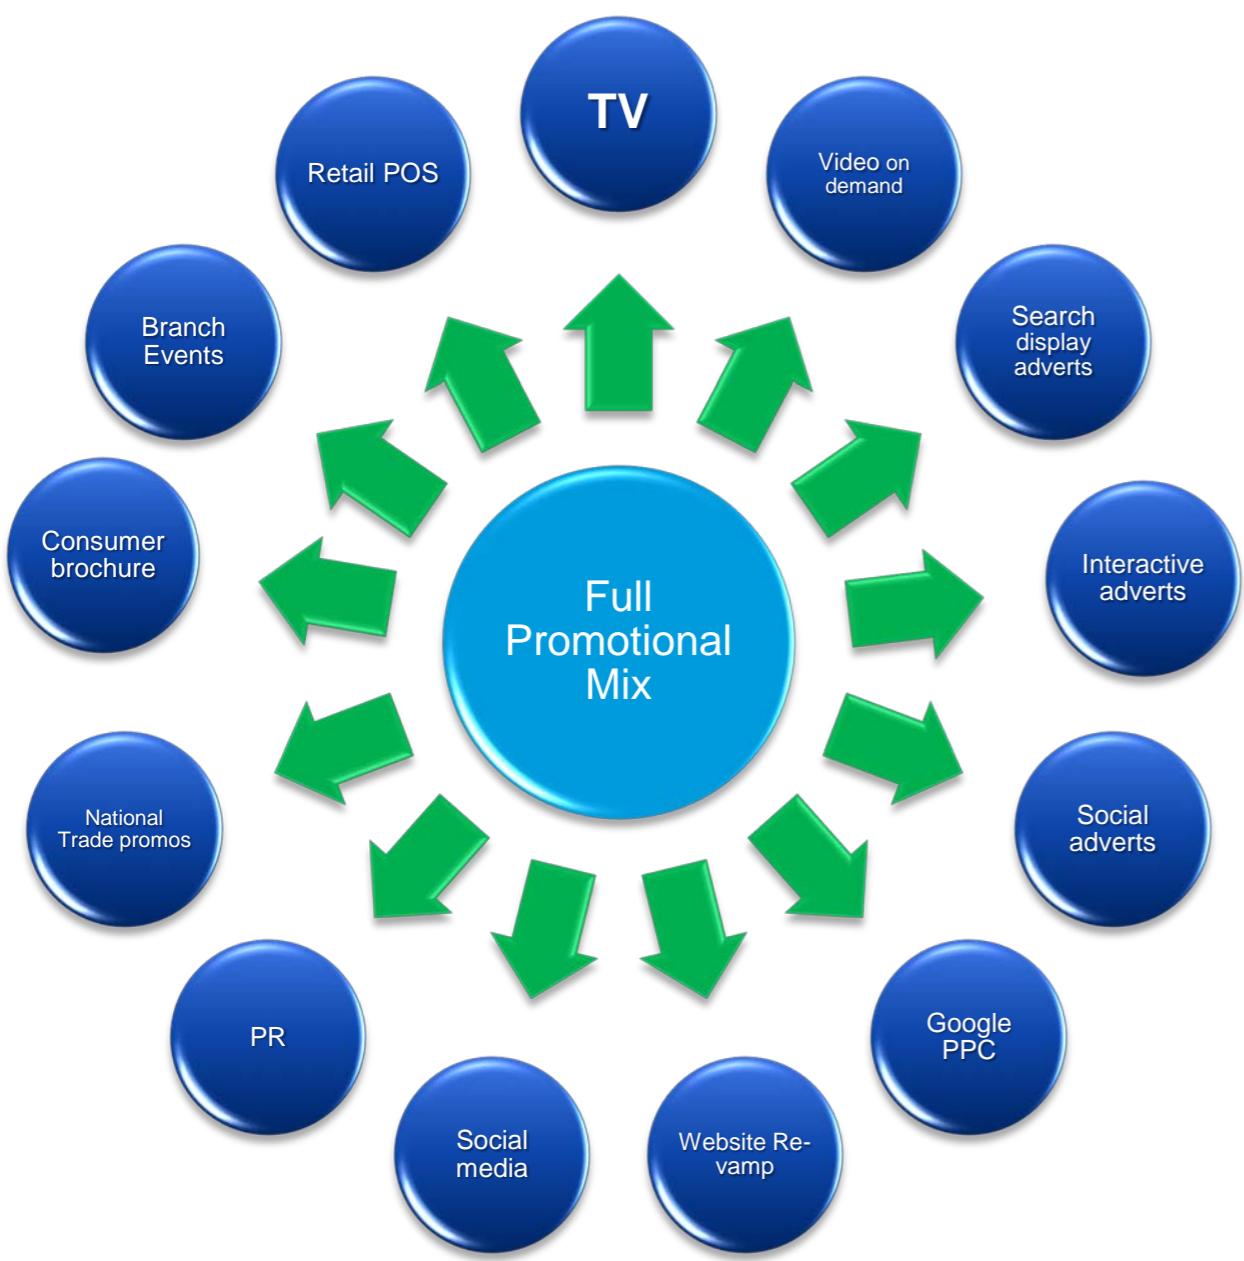 TV
Video on
demand
Search
display
adverts
Interactive
adverts
Social
adverts
Google
PPC
Website Re-
vamp
Social
media
PR
National
Trade promos
Consumer
brochure
Branch
Events
Retail POS
Full
Promotional
Mix